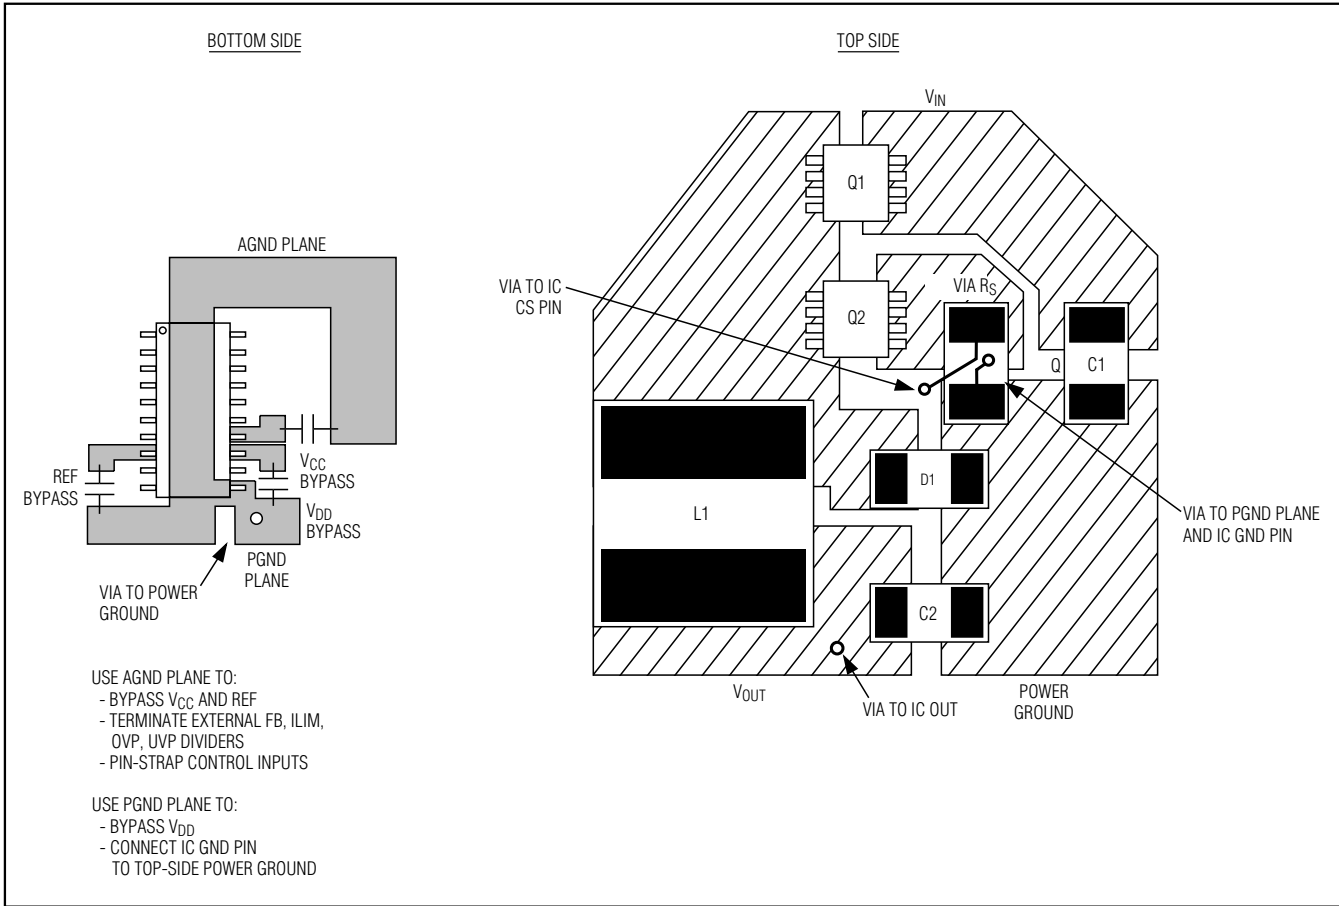 BOTTOM SIDE
AGND PLANE
REF
BYPASS
VCC
BYPASS
VDD
BYPASS
PGND
PLANE
VIA TO POWER
GROUND
USE AGND PLANE TO:
- BYPASS VCC AND REF
- TERMINATE EXTERNAL FB, ILIM,
OVP, UVP DIVIDERS
- PIN-STRAP CONTROL INPUTS
USE PGND PLANE TO:
- BYPASS VDD
- CONNECT IC GND PIN
TO TOP-SIDE POWER GROUND
TOP SIDE
VIN
Q1
VIA TO IC
CS PIN
VIA RS
Q2
Q
C1
D1
L1
VIA TO PGND PLANE
AND IC GND PIN
C2
VOUT
VIA TO IC OUT
POWER
GROUND